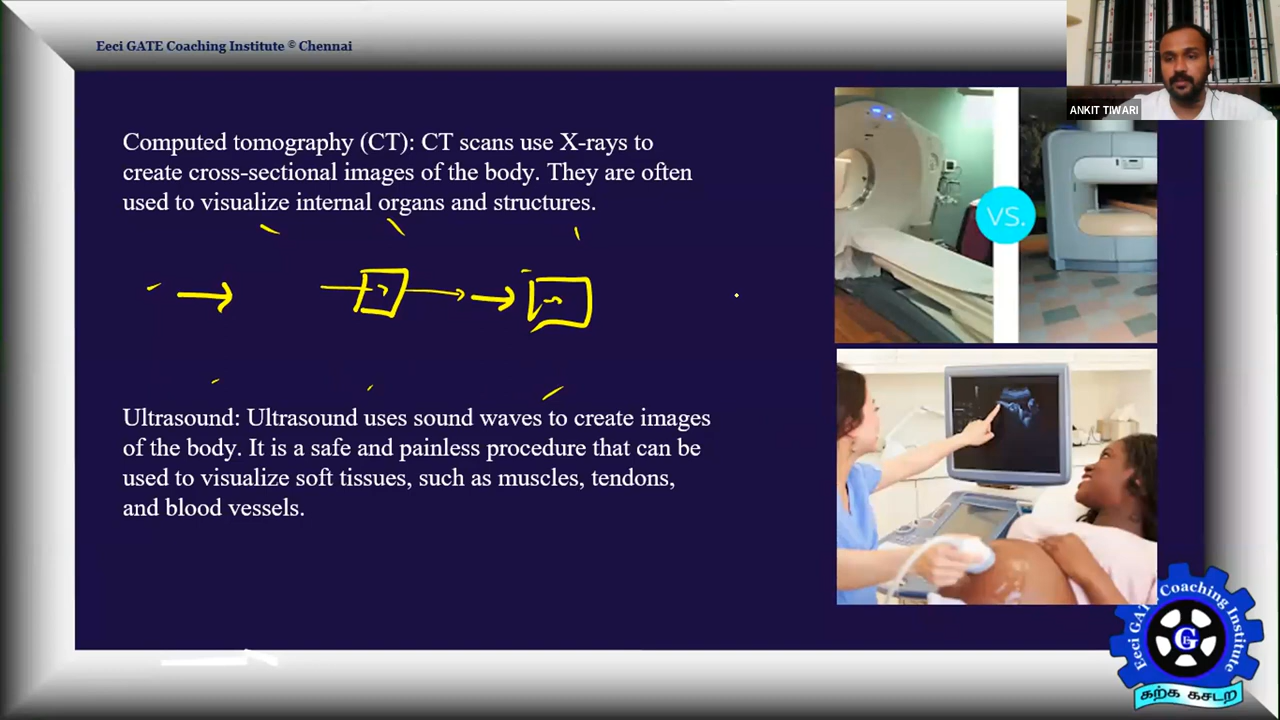 Eeci GATE Coaching Institute © Chennai
ANKIT TIWARI
Computed tomography (CT): CT scans use X-rays to
create cross-sectional images of the body. They are often
used to visualize internal organs and structures.
VS.
Ultrasound: Ultrasound uses sound waves to create images
of the body. It is a safe and painless procedure that can be
used to visualize soft tissues, such as muscles, tendons,
and blood vessels.
Eeci GATE Coaching Institute
கற்க கசடற